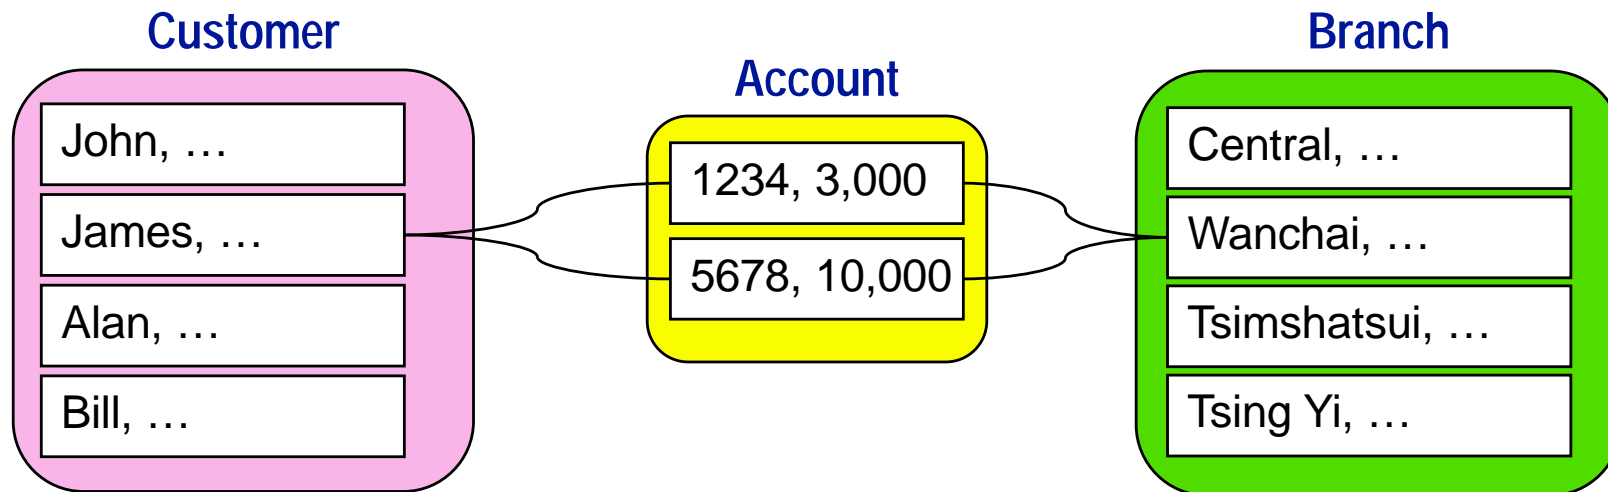 Customer
John, …
James, …
Alan, …
Bill, …
Account
1234, 3,000
5678, 10,000
Branch
Central, …
Wanchai, …
Tsimshatsui, …
Tsing Yi, …